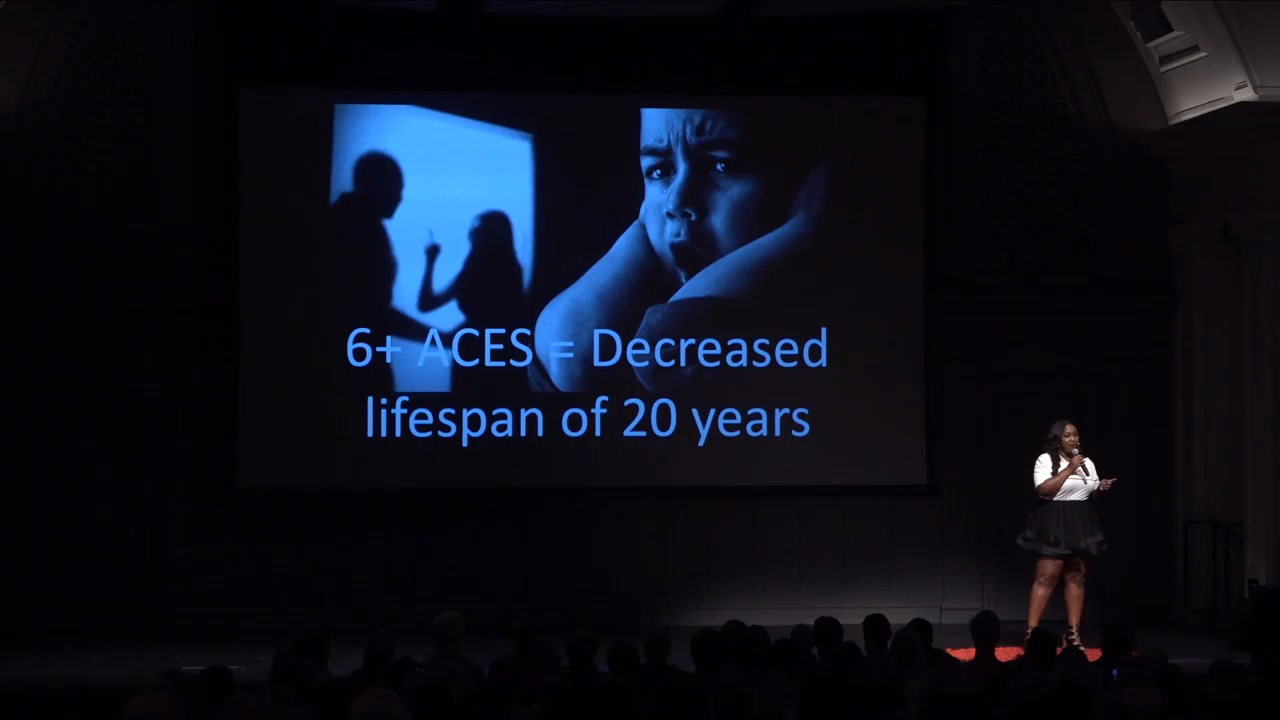 6+ ACES = Decreased
lifespan of 20 years